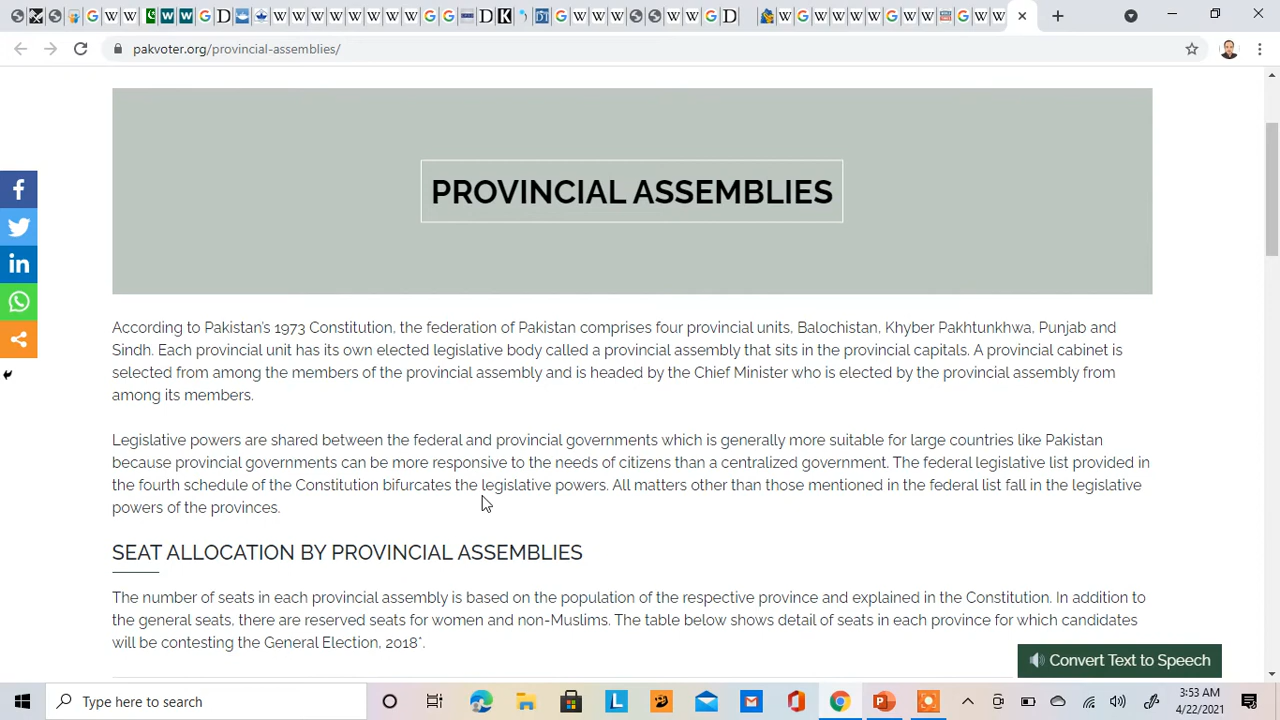 pakvoter.org/provincial-assemblies/
PROVINCIAL ASSEMBLIES
According to Pakistan's 1973 Constitution, the federation of Pakistan comprises four provincial units, Balochistan, Khyber Pakhtunkhwa, Punjab and
Sindh. Each provincial unit has its own elected legislative body called a provincial assembly that sits in the provincial capitals. A provincial cabinet is
selected from among the members of the provincial assembly and is headed by the Chief Minister who is elected by the provincial assembly from
among its members.
Legislative powers are shared between the federal and provincial governments which is generally more suitable for large countries like Pakistan
because provincial governments can be more responsive to the needs of citizens than a centralized government. The federal legislative list provided in
the fourth schedule of the Constitution bifurcates the legislative powers. All matters other than those mentioned in the federal list fall in the legislative
powers of the provinces.
SEAT ALLOCATION BY PROVINCIAL ASSEMBLIES
The number of seats in each provincial assembly is based on the population of the respective province and explained in the Constitution. In addition to
the general seats, there are reserved seats for women and non-Muslims. The table below shows detail of seats in each province for which candidates
will be contesting the General Election, 2018*.
Convert Text to Speech
Type here to search
3:53 AM
4/22/2021